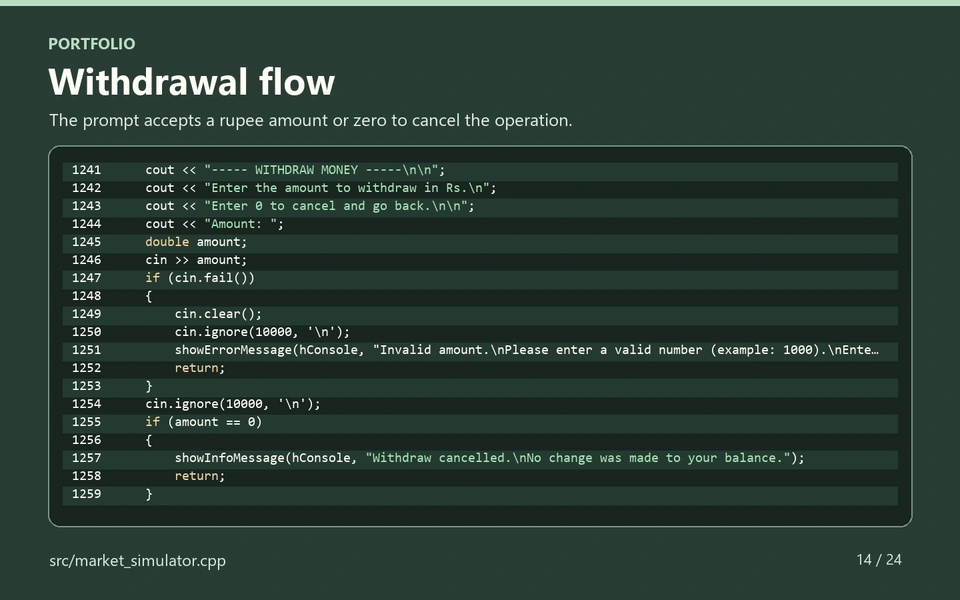 PORTFOLIO
Withdrawal flow
The prompt accepts a rupee amount or zero to cancel the operation.
1241 cout << "----- WITHDRAW MONEY -----\n\n";
1242 cout << "Enter the amount to withdraw in Rs.\n";
1243 cout << "Enter 0 to cancel and go back.\n\n";
1244 cout << "Amount: ";
1245 double amount;
1246 cin >> amount;
1247 if (cin.fail())
1248 {
1249 cin.clear();
1250 cin.ignore(10000, '\n');
1251 showErrorMessage(hConsole, "Invalid amount.\nPlease enter a valid number (example: 1000).\nEnte…
1252 return;
1253 }
1254 cin.ignore(10000, '\n');
1255 if (amount == 0)
1256 {
1257 showInfoMessage(hConsole, "Withdraw cancelled.\nNo change was made to your balance.");
1258 return;
1259 }
src/market_simulator.cpp
14 / 24